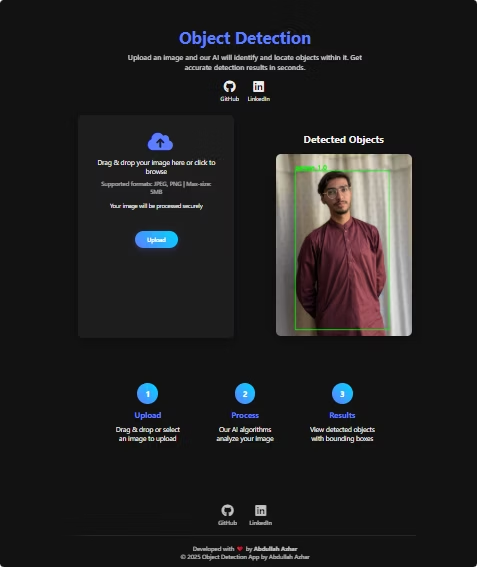 Object Detection
Upload an image and our AI will identify and locate objects within it. Get
accurate detection results in seconds.
GitHub
LinkedIn
Drag & drop your image here or click to
browse
Supported formats: JPEG, PNG | Max-size:
5MB
Your image will be processed securely
Upload
Detected Objects
1
2
3
Upload
Process
Results
Drag & drop or select
an image to upload
Our AI algorithms
analyze your image
View detected objects
with bounding boxes
GitHub
LinkedIn
Developed with ❤ by Abdullah Azhar
© 2025 Object Detection App by Abdullah Azhar